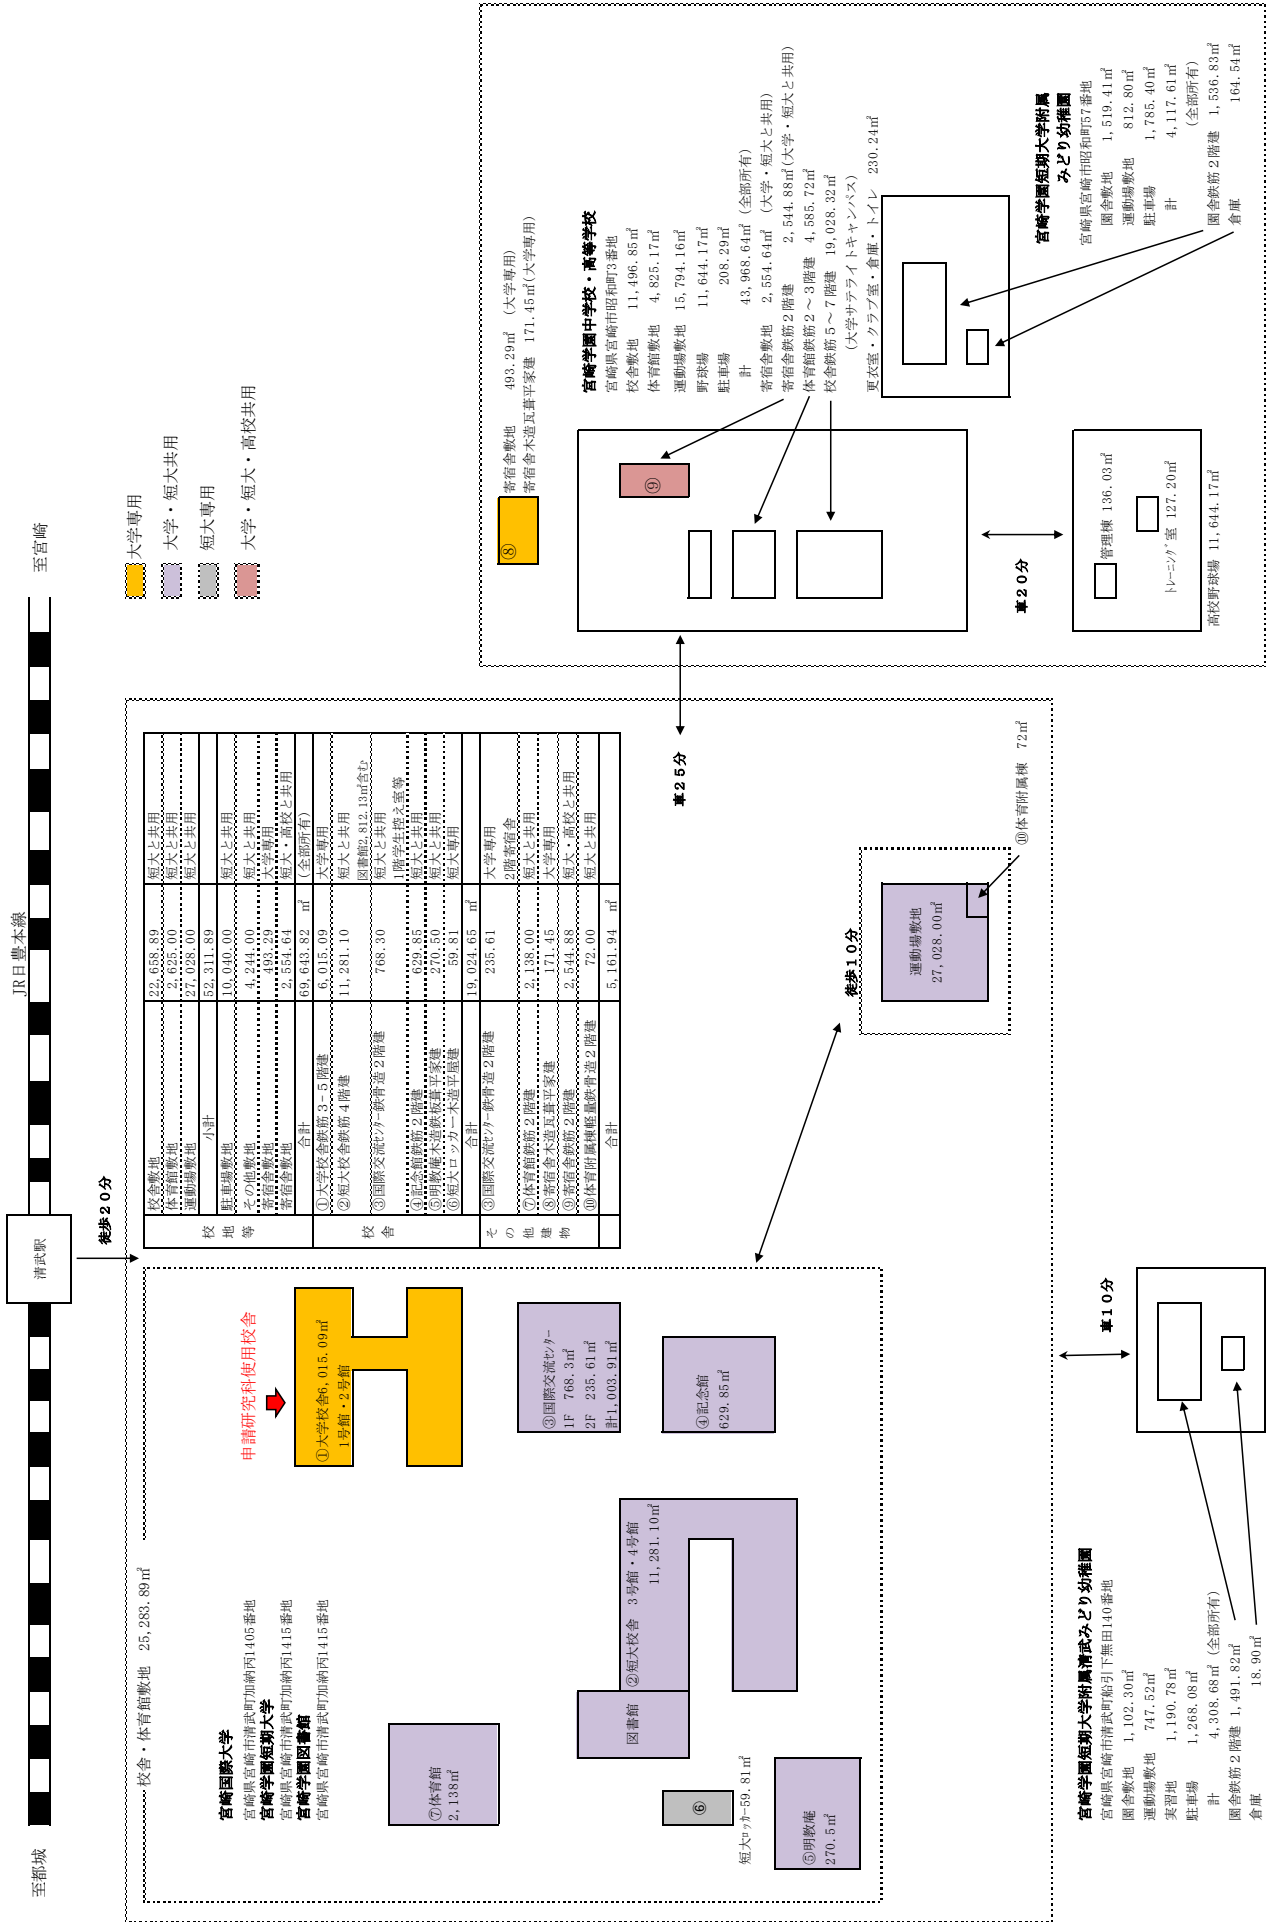 至都城
JR日豊本線
至宮崎
清武駅
徒歩20分
大学専用
大学・短大共用
短大専用
大学・短大・高校共用
校舎・体育館敷地 25,283.89㎡
宮崎国際大学
宮崎県宮崎市清武町加納丙1405番地
宮崎学園短期大学
宮崎県宮崎市清武町加納丙1415番地
宮崎学園図書館
宮崎県宮崎市清武町加納丙1415番地
申請研究科使用校舎
①大学校舎6,015.09㎡
1号館・2号館
⑦体育館
2,138㎡
③国際交流ｾﾝﾀｰ
1F 768.3㎡
2F 235.61㎡
計1,003.91㎡
図書館
②短大校舎 3号館・4号館
11,281.10㎡
④記念館
629.85㎡
⑥
短大ﾛｯｶｰ59.81㎡
⑤明教庵
270.5㎡
校地等
校舎敷地 22,658.89 短大と共用
体育館敷地 2,625.00 短大と共用
運動場敷地 27,028.00 短大と共用
小計 52,311.89
駐車場敷地 10,040.00 短大と共用
その他敷地 4,244.00 短大と共用
寄宿舎敷地 493.29 大学専用
寄宿舎敷地 2,554.64 短大・高校と共用
合計 69,643.82 ㎡ (全部所有)
校舎
①大学校舎鉄筋3-5階建 6,015.09 大学専用
②短大校舎鉄筋4階建 11,281.10 短大と共用
図書館2,812.13㎡含む
③国際交流ｾﾝﾀｰ鉄骨造2階建 768.30 短大と共用
1階学生控え室等
④記念館鉄筋2階建 629.85 短大と共用
⑤明教庵木造鉄板葺平家建 270.50 短大と共用
⑥短大ロッカー木造平屋建 59.81 短大専用
合計 19,024.65 ㎡
その他建物
③国際交流ｾﾝﾀｰ鉄骨造2階建 235.61 大学専用
2階寄宿舎
⑦体育館鉄筋2階建 2,138.00 短大と共用
⑧寄宿舎木造瓦葺平家建 171.45 大学専用
⑨寄宿舎鉄筋2階建 2,544.88 短大・高校と共用
⑩体育附属棟軽量鉄骨造2階建 72.00 短大と共用
合計 5,161.94 ㎡
徒歩10分
運動場敷地
27,028.00㎡
⑩体育附属棟 72㎡
車25分
⑧
寄宿舎敷地 493.29㎡ (大学専用)
寄宿舎木造瓦葺平家建 171.45㎡(大学専用)
宮崎学園中学校・高等学校
宮崎県宮崎市昭和町3番地
校舎敷地 11,496.85㎡
体育館敷地 4,825.17㎡
運動場敷地 15,794.16㎡
野球場 11,644.17㎡
駐車場 208.29㎡
計 43,968.64㎡ (全部所有)
寄宿舎敷地 2,554.64㎡ (大学・短大と共用)
寄宿舎鉄筋2階建 2,544.88㎡(大学・短大と共用)
体育館鉄筋2～3階建 4,585.72㎡
校舎鉄筋5～7階建 19,028.32㎡
(大学サテライトキャンパス)
更衣室・クラブ室・倉庫・トイレ 230.24㎡
⑨
車20分
管理棟 136.03㎡
ﾄﾚｰﾆﾝｸﾞ室 127.20㎡
高校野球場 11,644.17㎡
宮崎学園短期大学附属
みどり幼稚園
宮崎県宮崎市昭和町57番地
園舎敷地 1,519.41㎡
運動場敷地 812.80㎡
駐車場 1,785.40㎡
計 4,117.61㎡
(全部所有)
園舎鉄筋2階建 1,536.83㎡
倉庫 164.54㎡
車10分
宮崎学園短期大学附属清武みどり幼稚園
宮崎県宮崎市清武町船引下無田140番地
園舎敷地 1,102.30㎡
運動場敷地 747.52㎡
実習地 1,190.78㎡
駐車場 1,268.08㎡
計 4,308.68㎡ (全部所有)
園舎鉄筋2階建 1,491.82㎡
倉庫 18.90㎡